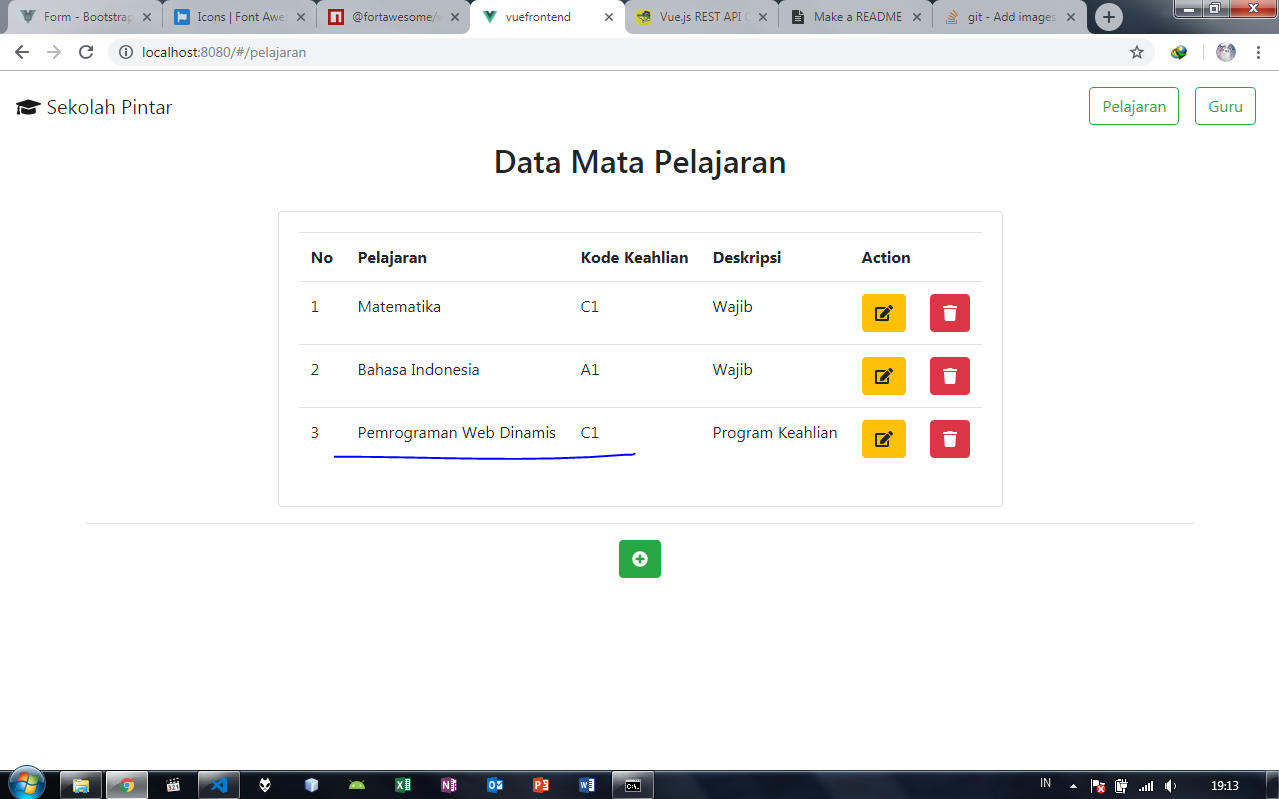 Form - Bootstrap
Icons | Font Awe
@fortawesome/
vuefrontend
Vue.js REST API
Make a README
git - Add images
localhost:8080/#/pelajaran
Sekolah Pintar
Pelajaran
Guru
Data Mata Pelajaran
No Pelajaran Kode Keahlian Deskripsi Action
1 Matematika C1 Wajib
2 Bahasa Indonesia A1 Wajib
3 Pemrograman Web Dinamis C1 Program Keahlian
IN
19:13